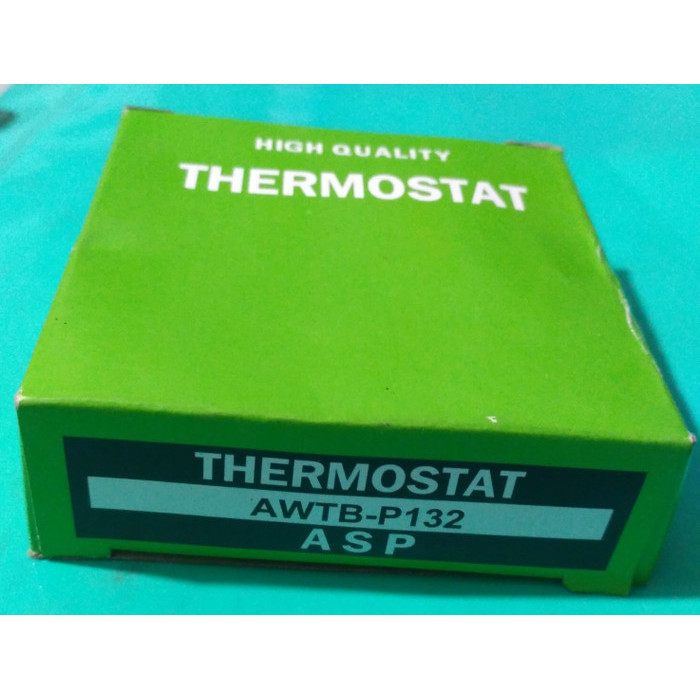 HIGH QUALITY
THERMOSTAT
THERMOSTAT
AWTB-P132
ASP